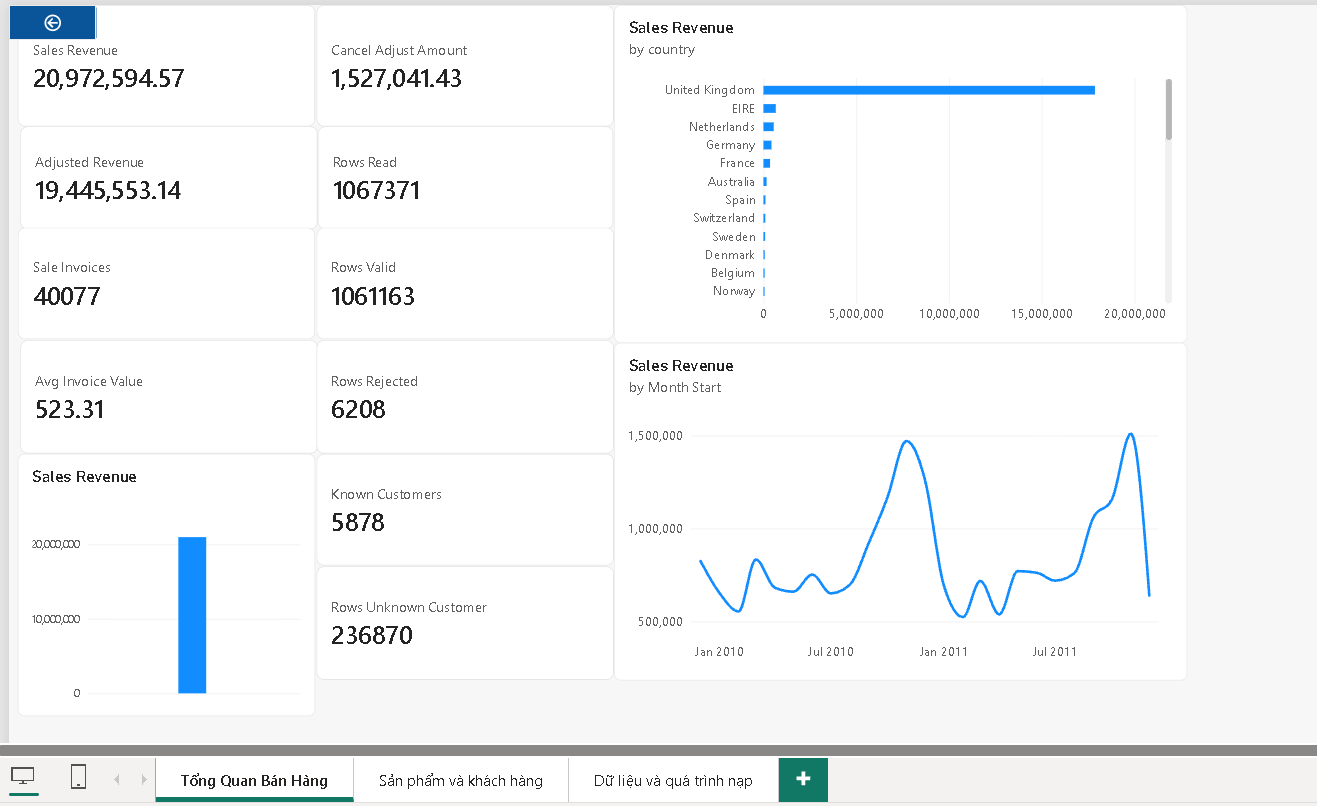 Sales Revenue
20,972,594.57
Cancel Adjust Amount
1,527,041.43
Adjusted Revenue
19,445,553.14
Rows Read
1067371
Sale Invoices
40077
Rows Valid
1061163
Avg Invoice Value
523.31
Rows Rejected
6208
Sales Revenue
20,000,000
10,000,000
0
Known Customers
5878
Rows Unknown Customer
236870
Sales Revenue
by country
United Kingdom
EIRE
Netherlands
Germany
France
Australia
Spain
Switzerland
Sweden
Denmark
Belgium
Norway
0 5,000,000 10,000,000 15,000,000 20,000,000
Sales Revenue
by Month Start
1,500,000
1,000,000
500,000
Jan 2010 Jul 2010 Jan 2011 Jul 2011
Tổng Quan Bán Hàng Sản phẩm và khách hàng Dữ liệu và quá trình nạp